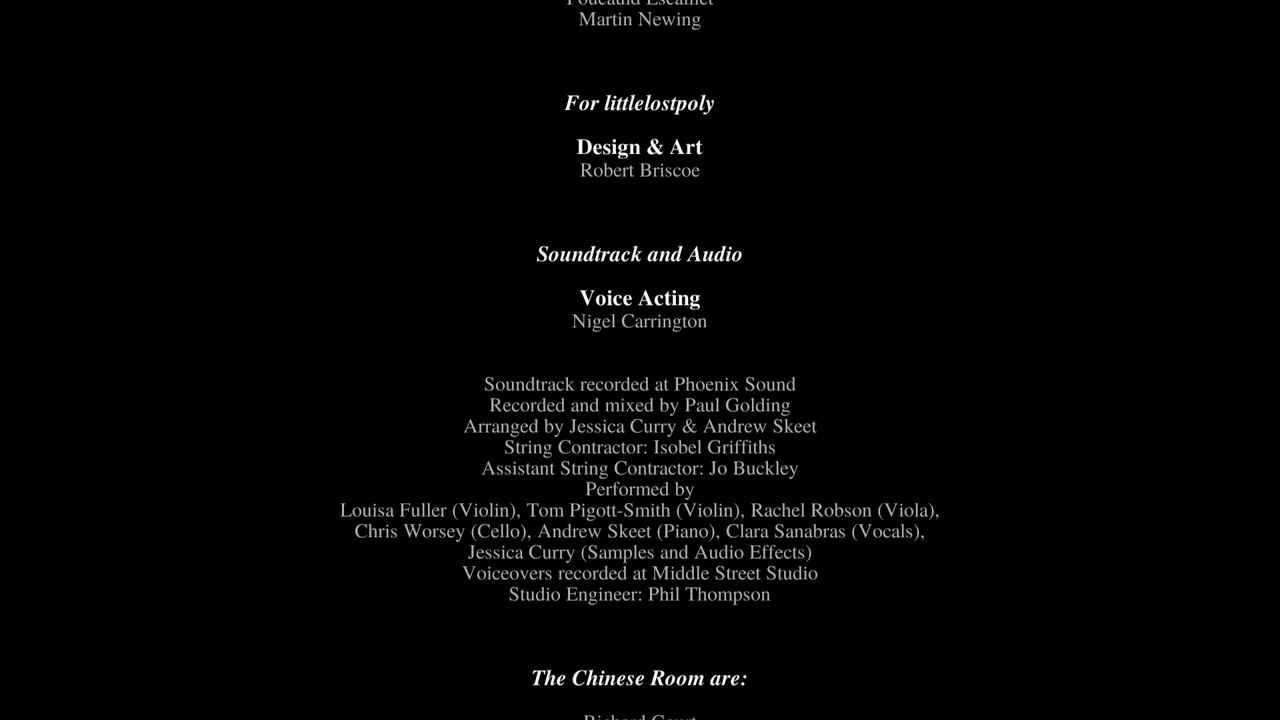 Martin Newing
For littlelostpoly
Design & Art
Robert Briscoe
Soundtrack and Audio
Voice Acting
Nigel Carrington
Soundtrack recorded at Phoenix Sound
Recorded and mixed by Paul Golding
Arranged by Jessica Curry & Andrew Skeet
String Contractor: Isobel Griffiths
Assistant String Contractor: Jo Buckley
Performed by
Louisa Fuller (Violin), Tom Pigott-Smith (Violin), Rachel Robson (Viola),
Chris Worsey (Cello), Andrew Skeet (Piano), Clara Sanabras (Vocals),
Jessica Curry (Samples and Audio Effects)
Voiceovers recorded at Middle Street Studio
Studio Engineer: Phil Thompson
The Chinese Room are: